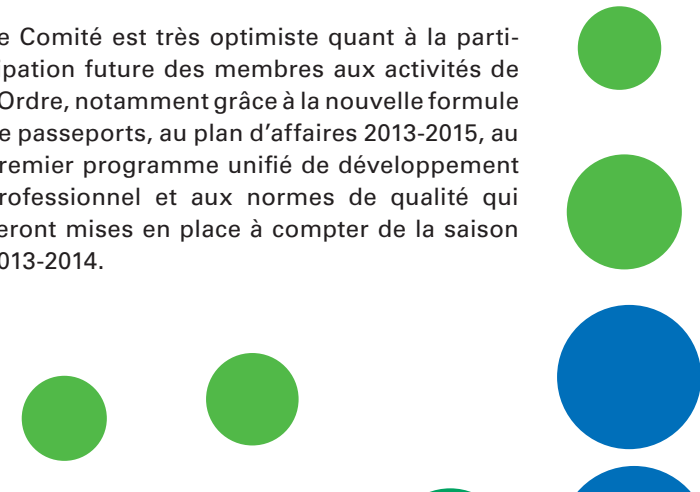 e Comité est très optimiste quant à la parti-
ipation future des membres aux activités de
Ordre, notamment grâce à la nouvelle formule
e passeports, au plan d’affaires 2013-2015, au
remier programme unifié de développement
rofessionnel et aux normes de qualité qui
eront mises en place à compter de la saison
013-2014.